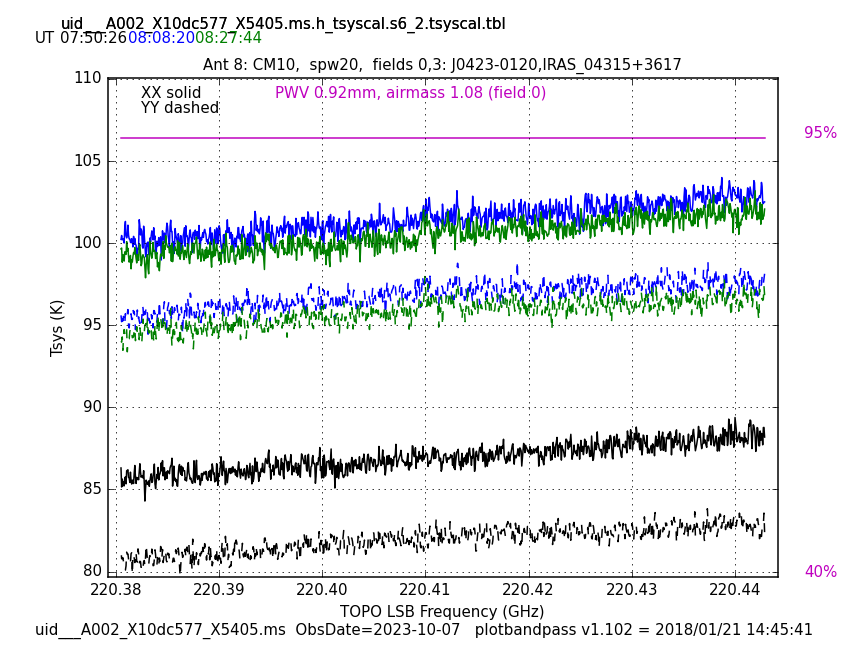 uid___A002_X10dc577_X5405.ms.h_tsyscal.s6_2.tsyscal.tbl
UT 07:50:26 08:08:20 08:27:44
Ant 8: CM10,  spw20,  fields 0,3: J0423-0120,IRAS_04315+3617
110
XX solid
PWV 0.92mm, airmass 1.08 (field 0)
YY dashed
95%
105
100
Tsys (K)
95
90
85
80
40%
220.38 220.39 220.40 220.41 220.42 220.43 220.44
TOPO LSB Frequency (GHz)
uid___A002_X10dc577_X5405.ms  ObsDate=2023-10-07   plotbandpass v1.102 = 2018/01/21 14:45:41